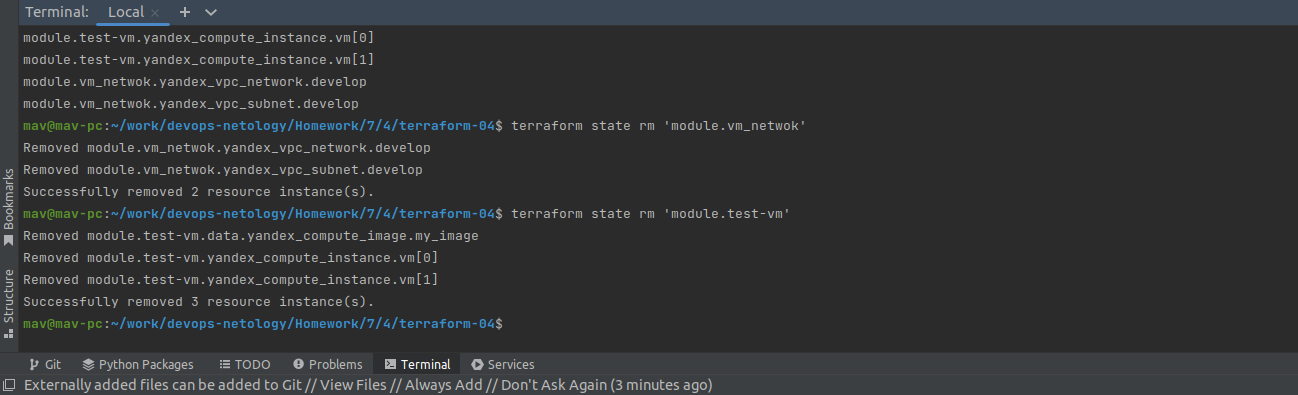 Terminal: Local
module.test-vm.yandex_compute_instance.vm[0]
module.test-vm.yandex_compute_instance.vm[1]
module.vm_netwok.yandex_vpc_network.develop
module.vm_netwok.yandex_vpc_subnet.develop
mav@mav-pc:~/work/devops-netology/Homework/7/4/terraform-04$ terraform state rm 'module.vm_netwok'
Removed module.vm_netwok.yandex_vpc_network.develop
Removed module.vm_netwok.yandex_vpc_subnet.develop
Successfully removed 2 resource instance(s).
mav@mav-pc:~/work/devops-netology/Homework/7/4/terraform-04$ terraform state rm 'module.test-vm'
Removed module.test-vm.data.yandex_compute_image.my_image
Removed module.test-vm.yandex_compute_instance.vm[0]
Removed module.test-vm.yandex_compute_instance.vm[1]
Successfully removed 3 resource instance(s).
mav@mav-pc:~/work/devops-netology/Homework/7/4/terraform-04$
Bookmarks
Structure
Git Python Packages TODO Problems Terminal Services
Externally added files can be added to Git // View Files // Always Add // Don't Ask Again (3 minutes ago)